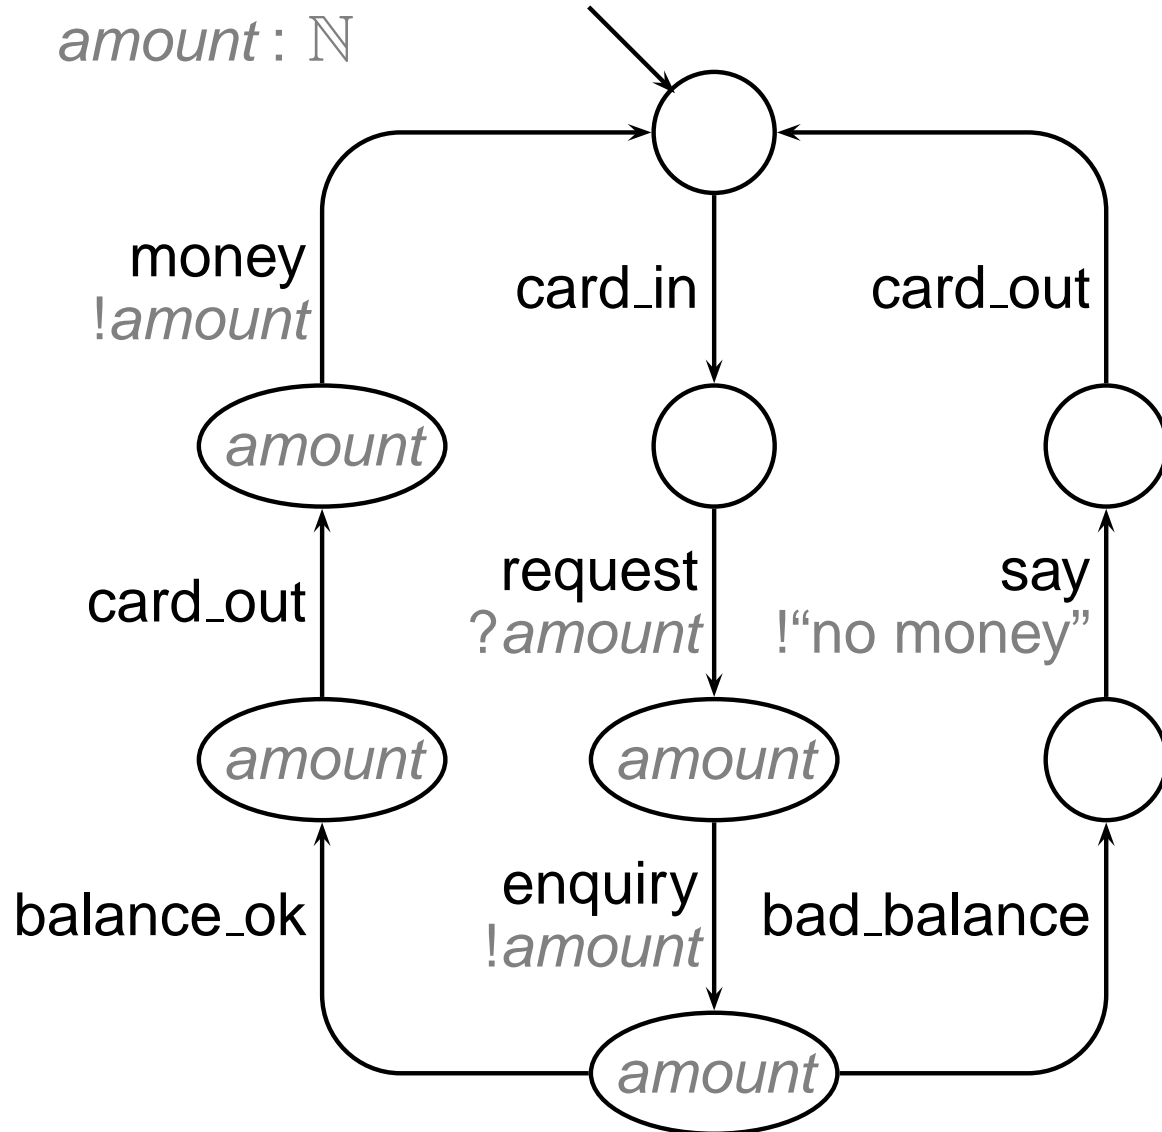 amount : ℕ
money
!amount
card_in
card_out
amount
card_out
request
?amount
say
!“no money”
amount
amount
balance_ok
enquiry
!amount
bad_balance
amount